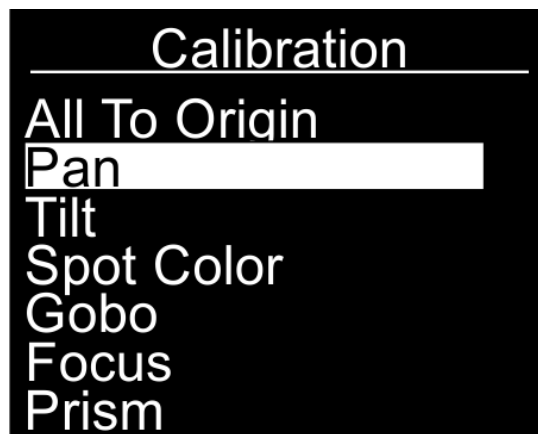 Calibration
All To Origin
Pan
Tilt
Spot Color
Gobo
Focus
Prism